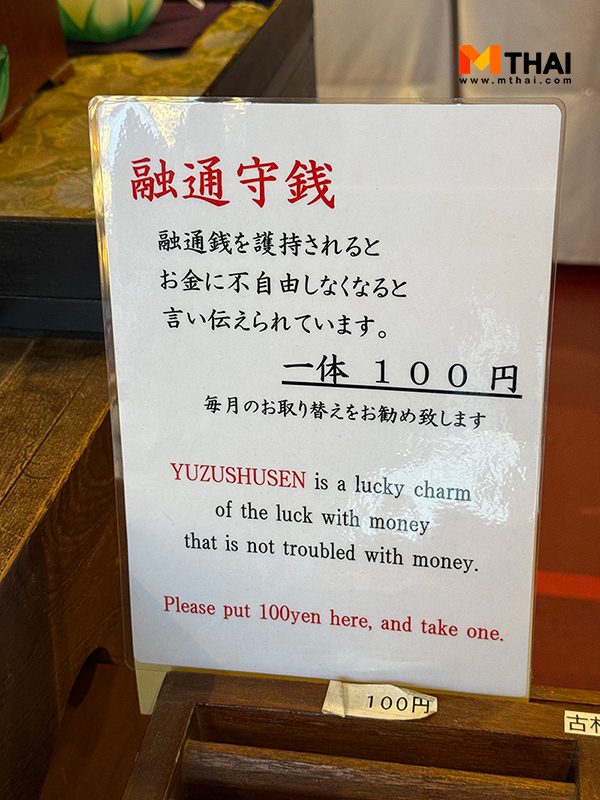 MTHAI
www.mthai.com
融通守銭
融通銭を護持されると
お金に不自由しなくなると
言い伝えられています。
一体 １００ 円
毎月のお取り替えをお勧め致します
YUZUSHUSEN is a lucky charm
of the luck with money
that is not troubled with money.
Please put 100yen here, and take one.
１００円
古